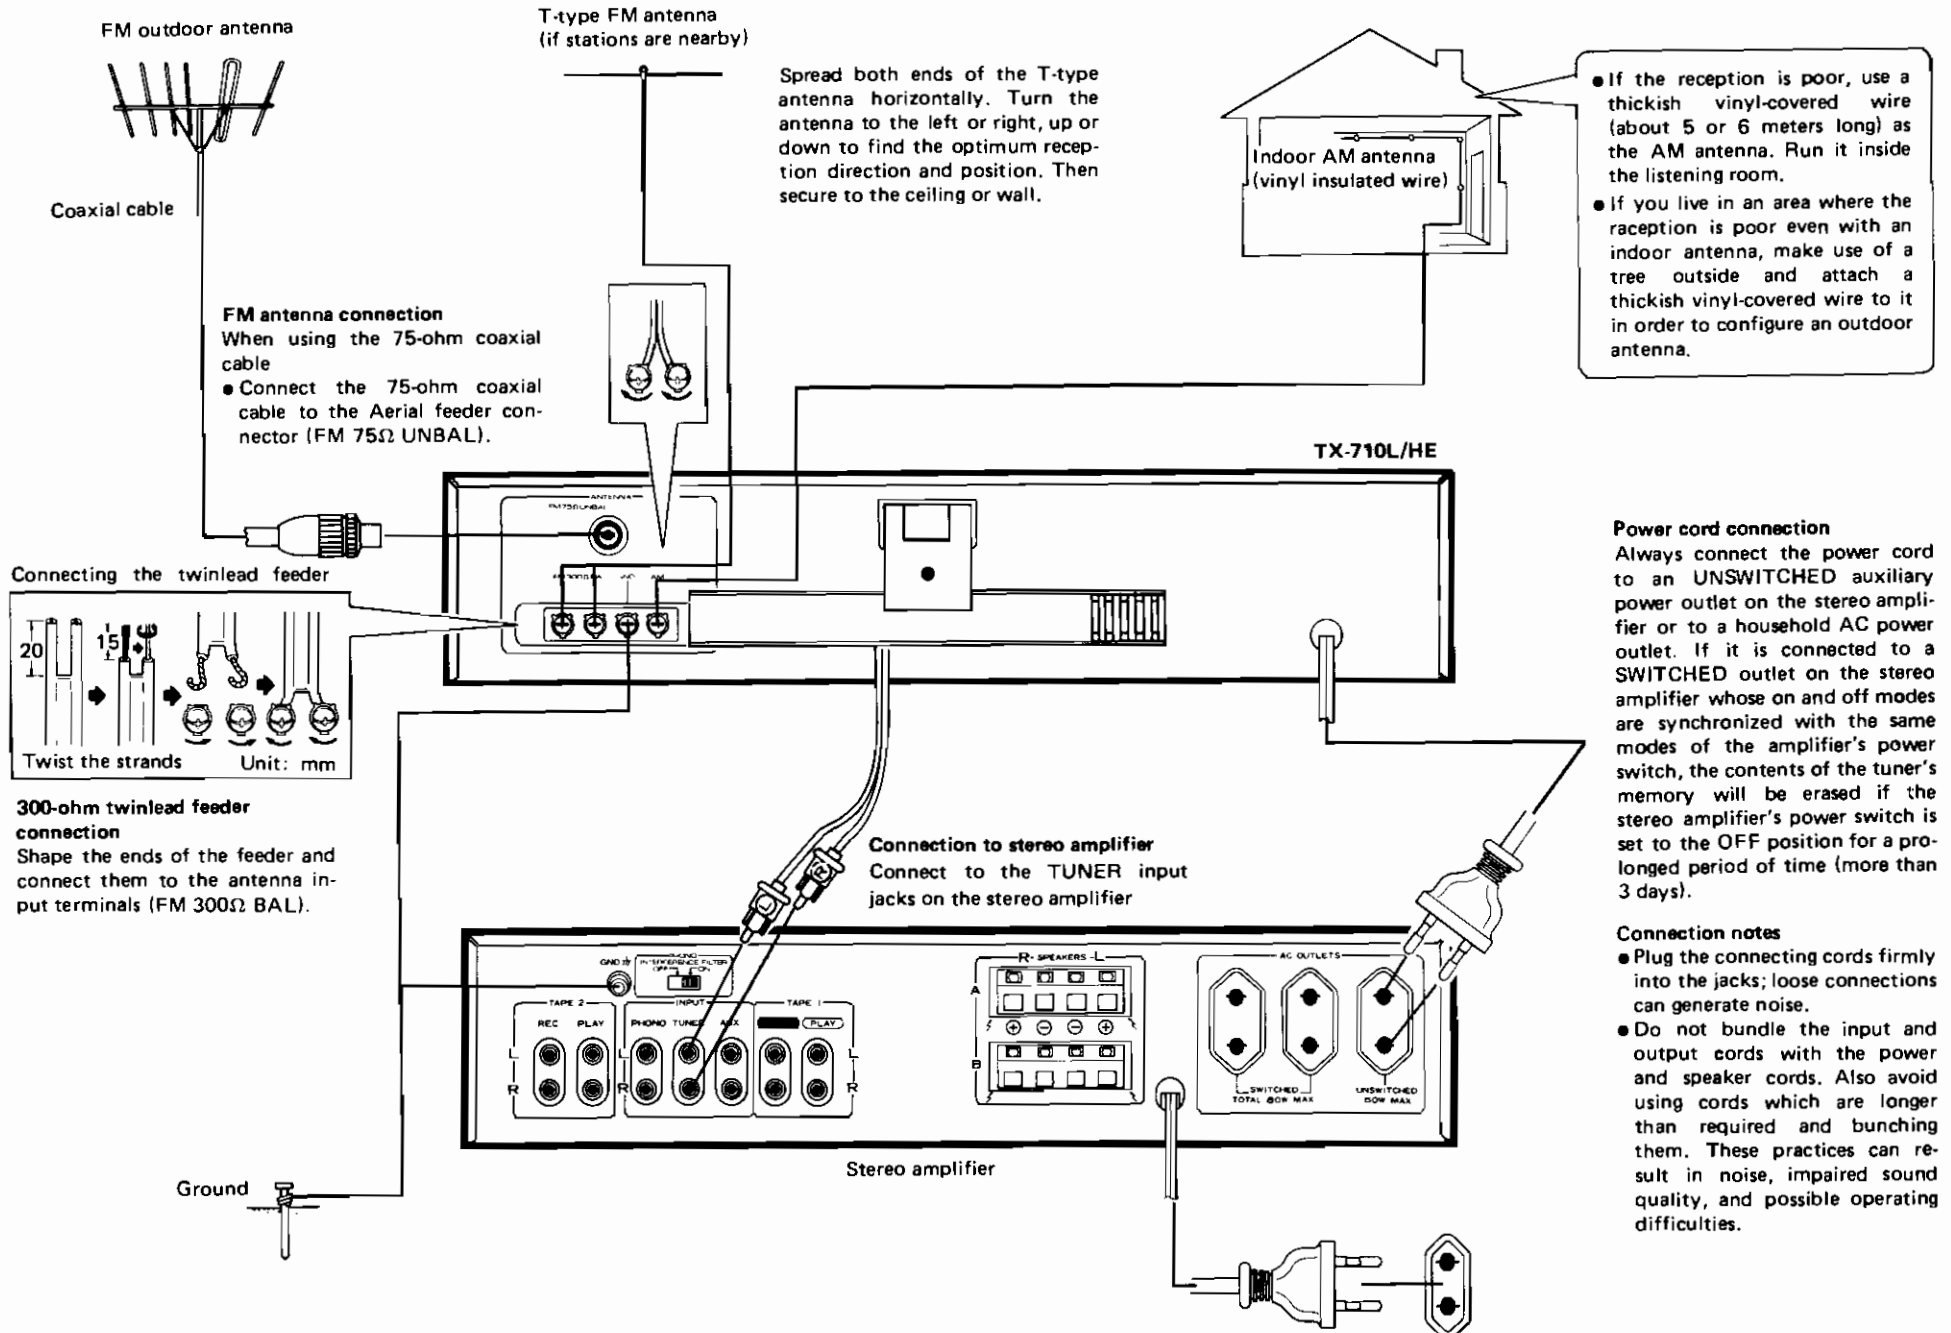 FM outdoor antenna
T-type FM antenna
(if stations are nearby)
Spread both ends of the T-type
antenna horizontally. Turn the
antenna to the left or right, up or
down to find the optimum recep-
tion direction and position. Then
secure to the ceiling or wall.
Indoor AM antenna
(vinyl insulated wire)
● If the reception is poor, use a
thickish vinyl-covered wire
(about 5 or 6 meters long) as
the AM antenna. Run it inside
the listening room.
● If you live in an area where the
raception is poor even with an
indoor antenna, make use of a
tree outside and attach a
thickish vinyl-covered wire to it
in order to configure an outdoor
antenna.
Coaxial cable
FM antenna connection
When using the 75-ohm coaxial
cable
● Connect the 75-ohm coaxial
cable to the Aerial feeder con-
nector (FM 75Ω UNBAL).
TX-710L/HE
ANTENNA
FM 75Ω UNBAL
AM
Connecting the twinlead feeder
20
15
Twist the strands
Unit: mm
300-ohm twinlead feeder
connection
Shape the ends of the feeder and
connect them to the antenna in-
put terminals (FM 300Ω BAL).
Power cord connection
Always connect the power cord
to an UNSWITCHED auxiliary
power outlet on the stereo ampli-
fier or to a household AC power
outlet. If it is connected to a
SWITCHED outlet on the stereo
amplifier whose on and off modes
are synchronized with the same
modes of the amplifier's power
switch, the contents of the tuner's
memory will be erased if the
stereo amplifier's power switch is
set to the OFF position for a pro-
longed period of time (more than
3 days).
Connection notes
● Plug the connecting cords firmly
into the jacks; loose connections
can generate noise.
● Do not bundle the input and
output cords with the power
and speaker cords. Also avoid
using cords which are longer
than required and bunching
them. These practices can re-
sult in noise, impaired sound
quality, and possible operating
difficulties.
Connection to stereo amplifier
Connect to the TUNER input
jacks on the stereo amplifier
L
R
GND
PHONO
INTERFERENCE FILTER
OFF ON
TAPE 2
INPUT
TAPE 1
REC PLAY
PHONO TUNER AUX
PLAY
L
R
L
R
L
R
R- SPEAKERS -L
A
+ − − +
B
AC OUTLETS
SWITCHED
TOTAL 80W MAX
UNSWITCHED
MAX
Stereo amplifier
Ground